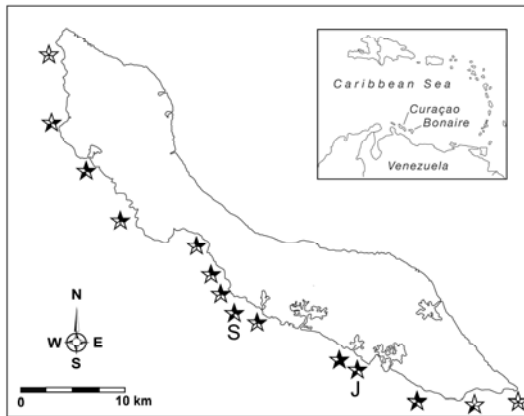 Caribbean Sea
Curaçao
Bonaire
Venezuela
S
J
N
W E
S
0 10 km